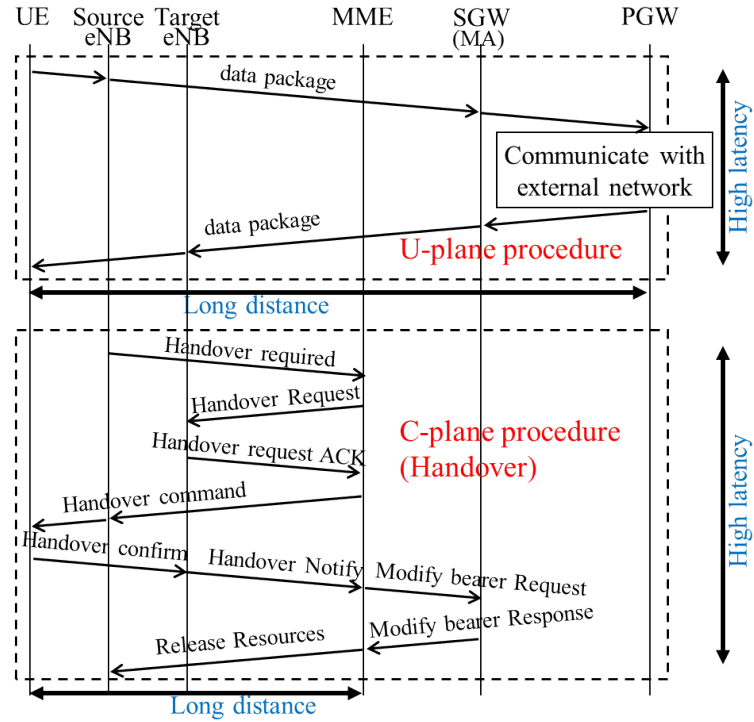 UE
Source
eNB
Target
eNB
MME
SGW
(MA)
PGW
data package
Communicate with
external network
High latency
data package
U-plane procedure
Long distance
Handover required
Handover Request
C-plane procedure
(Handover)
Handover request ACK
Handover command
High latency
Handover confirm
Handover Notify
Modify bearer Request
Modify bearer Response
Release Resources
Long distance